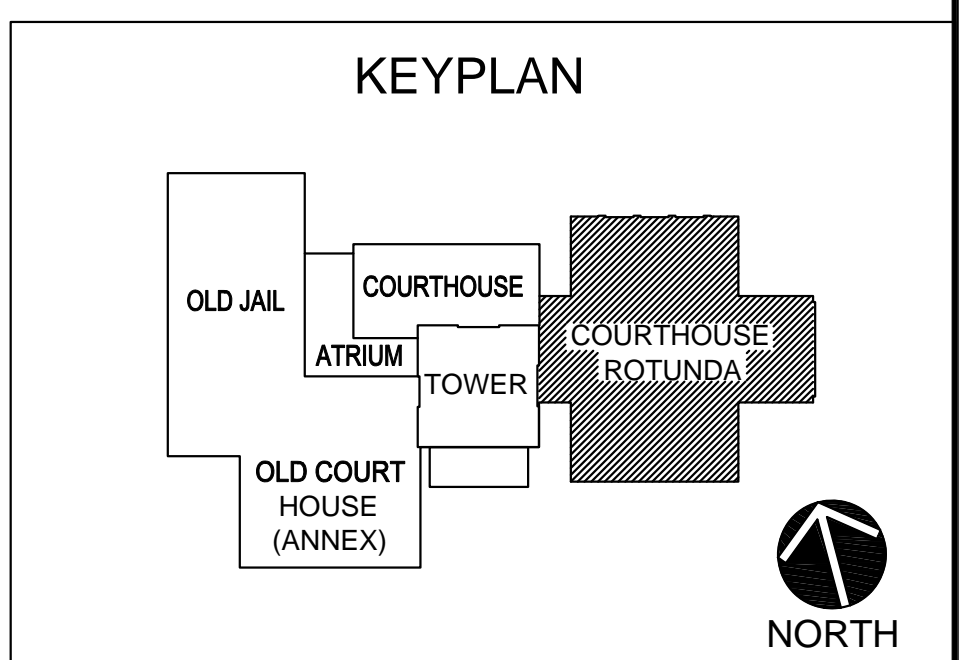 KEYPLAN
OLD JAIL
COURTHOUSE
ATRIUM
TOWER
COURTHOUSE
ROTUNDA
OLD COURT
HOUSE
(ANNEX)
NORTH